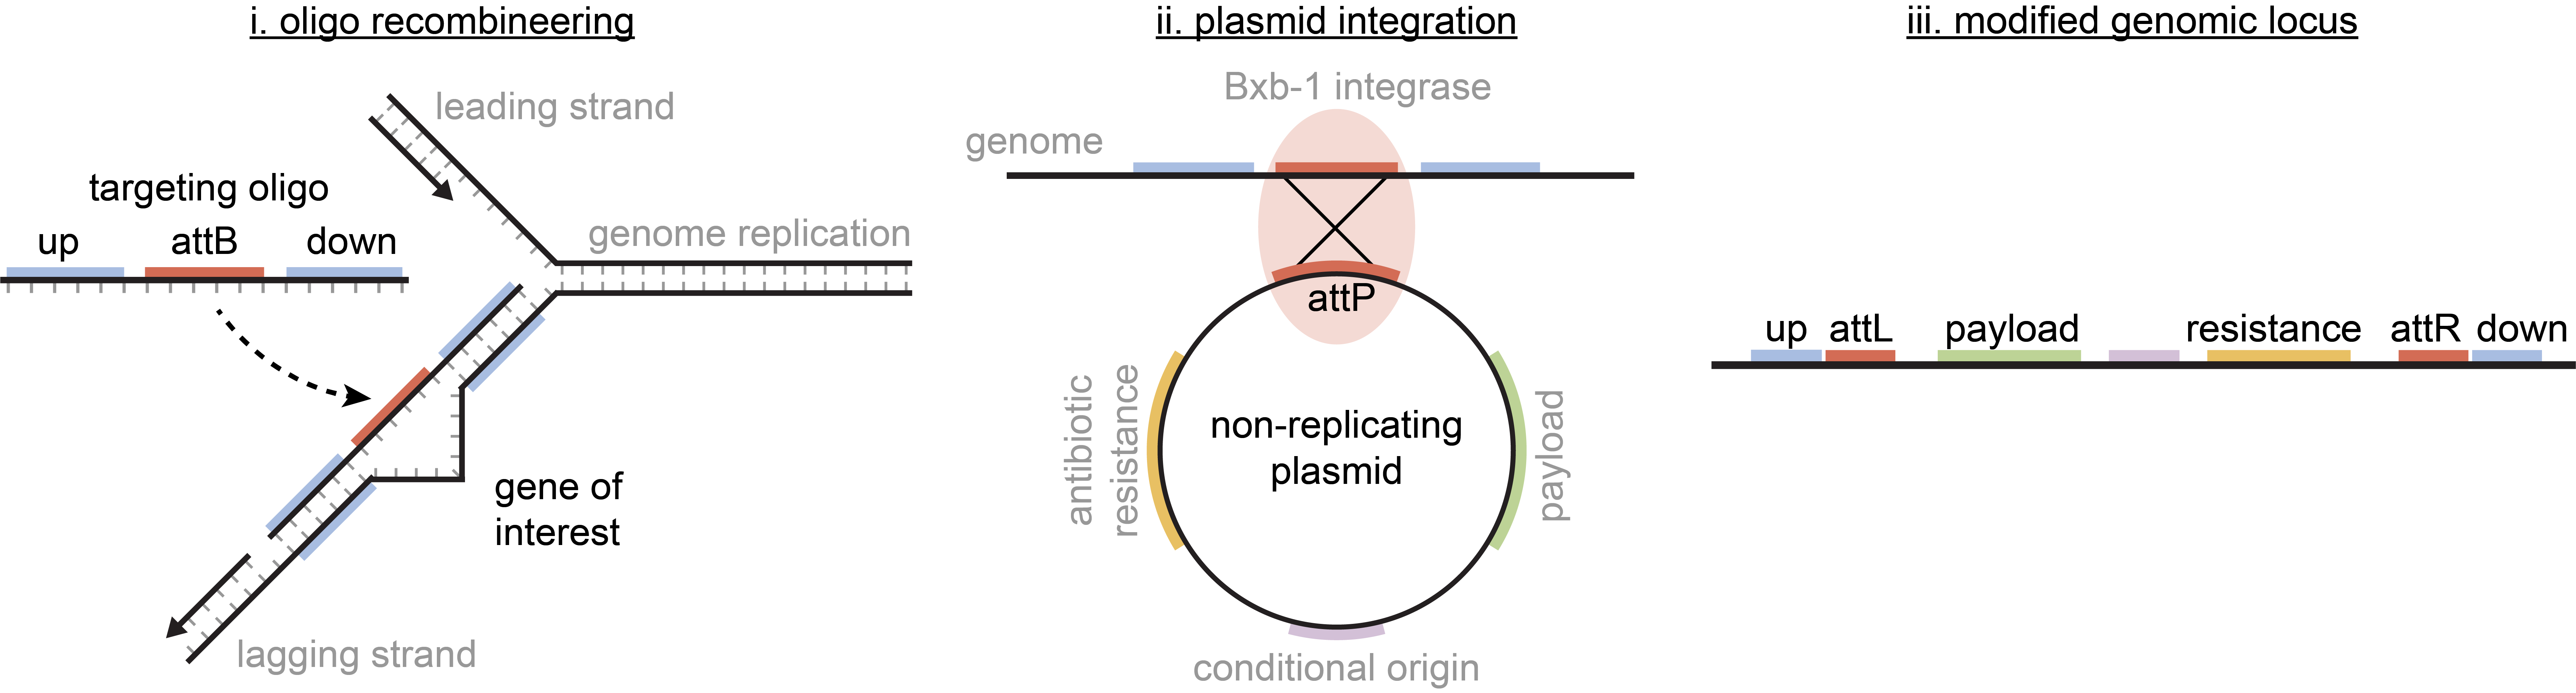 i. oligo recombineering
leading strand
targeting oligo
up attB down
genome replication
gene of
interest
lagging strand
ii. plasmid integration
Bxb-1 integrase
genome
attP
antibiotic
resistance
non-replicating
plasmid
payload
conditional origin
iii. modified genomic locus
up attL payload resistance attR down